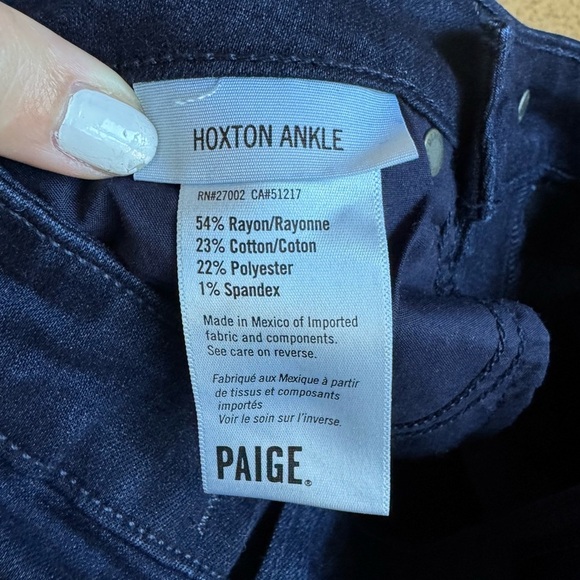 HOXTON ANKLE
RN#27002 CA#51217
54% Rayon/Rayonne
23% Cotton/Coton
22% Polyester
1% Spandex
Made in Mexico of Imported
fabric and components.
See care on reverse.
Fabriqué aux Mexique à partir
de tissus et composants
importés
Voir le soin sur l'inverse.
PAIGE®